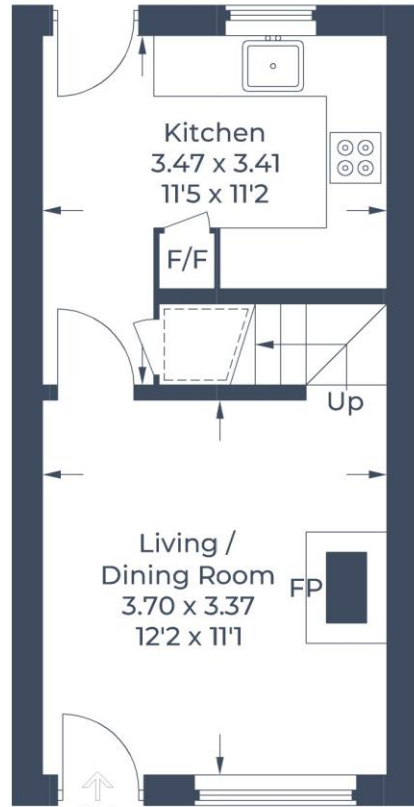 Kitchen
3.47 x 3.41
11'5 x 11'2
F/F
Up
Living /
Dining Room
3.70 x 3.37
12'2 x 11'1
FP